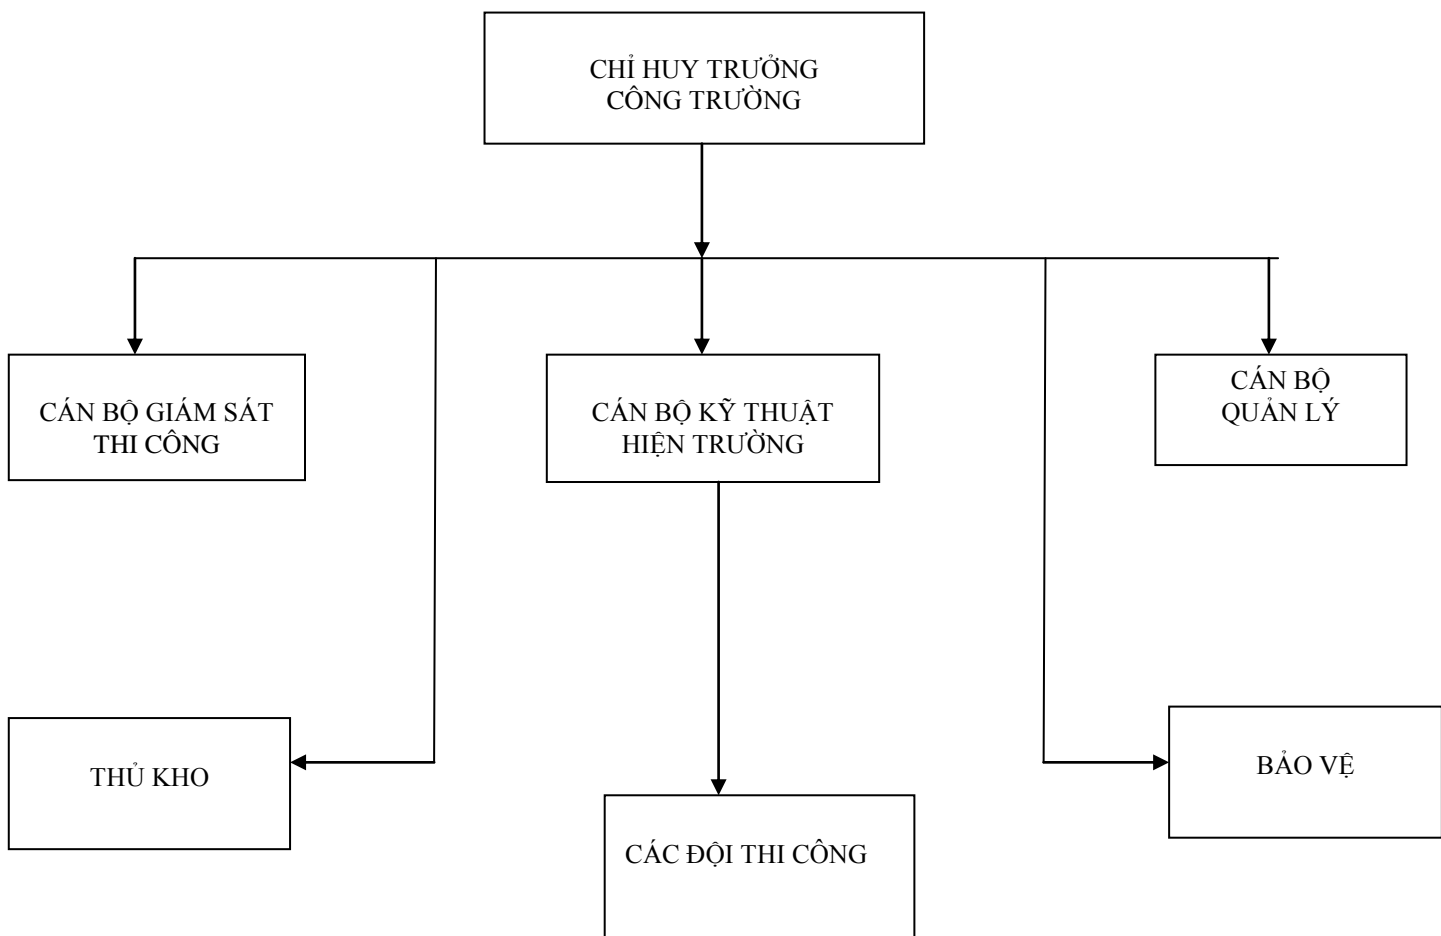 CHỈ HUY TRƯỞNG
CÔNG TRƯỜNG
CÁN BỘ GIÁM SÁT
THI CÔNG
CÁN BỘ KỸ THUẬT
HIỆN TRƯỜNG
CÁN BỘ
QUẢN LÝ
THỦ KHO
CÁC ĐỘI THI CÔNG
BẢO VỆ